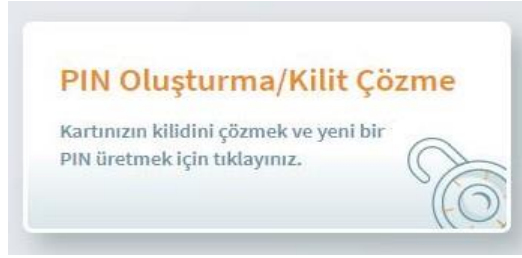 PIN Oluşturma/Kilit Çözme
Kartınızın kilidini çözmek ve yeni bir
PIN üretmek için tıklayınız.